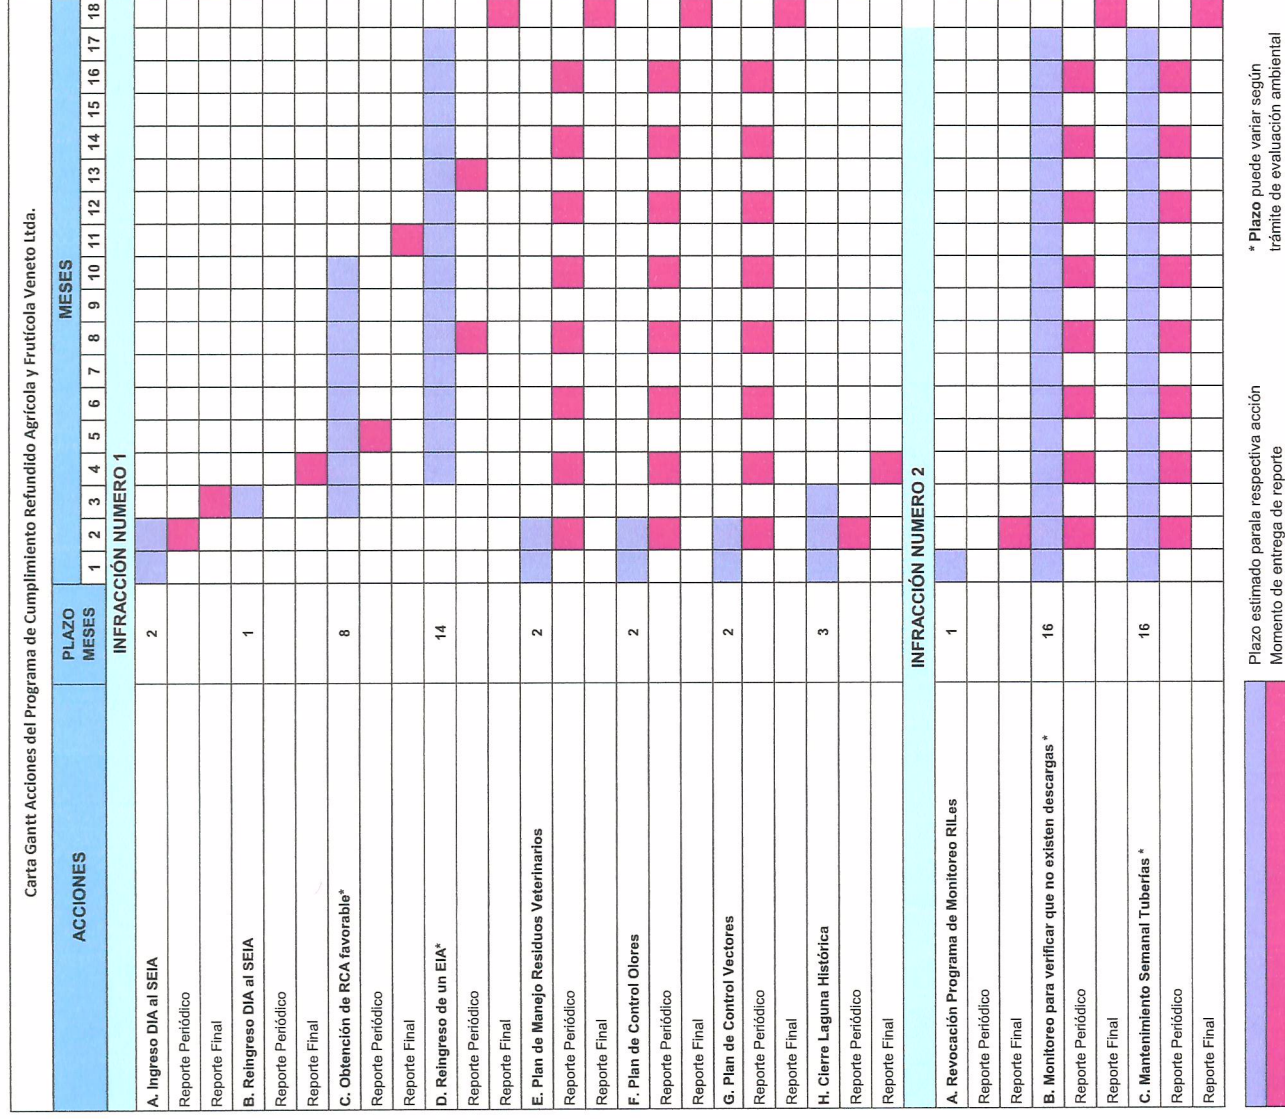 Carta Gantt Acciones del Programa de Cumplimiento Refundido Agrícola y Frutícola Veneto Ltda.
ACCIONES PLAZO MESES MESES
1 2 3 4 5 6 7 8 9 10 11 12 13 14 15 16 17 18
INFRACCIÓN NUMERO 1
A. Ingreso DIA al SEIA 2
Reporte Periódico
Reporte Final
B. Reingreso DIA al SEIA 1
Reporte Periódico
Reporte Final
C. Obtención de RCA favorable* 8
Reporte Periódico
Reporte Final
D. Reingreso de un EIA* 14
Reporte Periódico
Reporte Final
E. Plan de Manejo Residuos Veterinarios 2
Reporte Periódico
Reporte Final
F. Plan de Control Olores 2
Reporte Periódico
Reporte Final
G. Plan de Control Vectores 2
Reporte Periódico
Reporte Final
H. Cierre Laguna Histórica 3
Reporte Periódico
Reporte Final
INFRACCIÓN NUMERO 2
A. Revocación Programa de Monitoreo RILes 1
Reporte Periódico
Reporte Final
B. Monitoreo para verificar que no existen descargas * 16
Reporte Periódico
Reporte Final
C. Mantenimiento Semanal Tuberías * 16
Reporte Periódico
Reporte Final
Plazo estimado parala respectiva acción
Momento de entrega de reporte
* Plazo puede variar según
trámite de evaluación ambiental